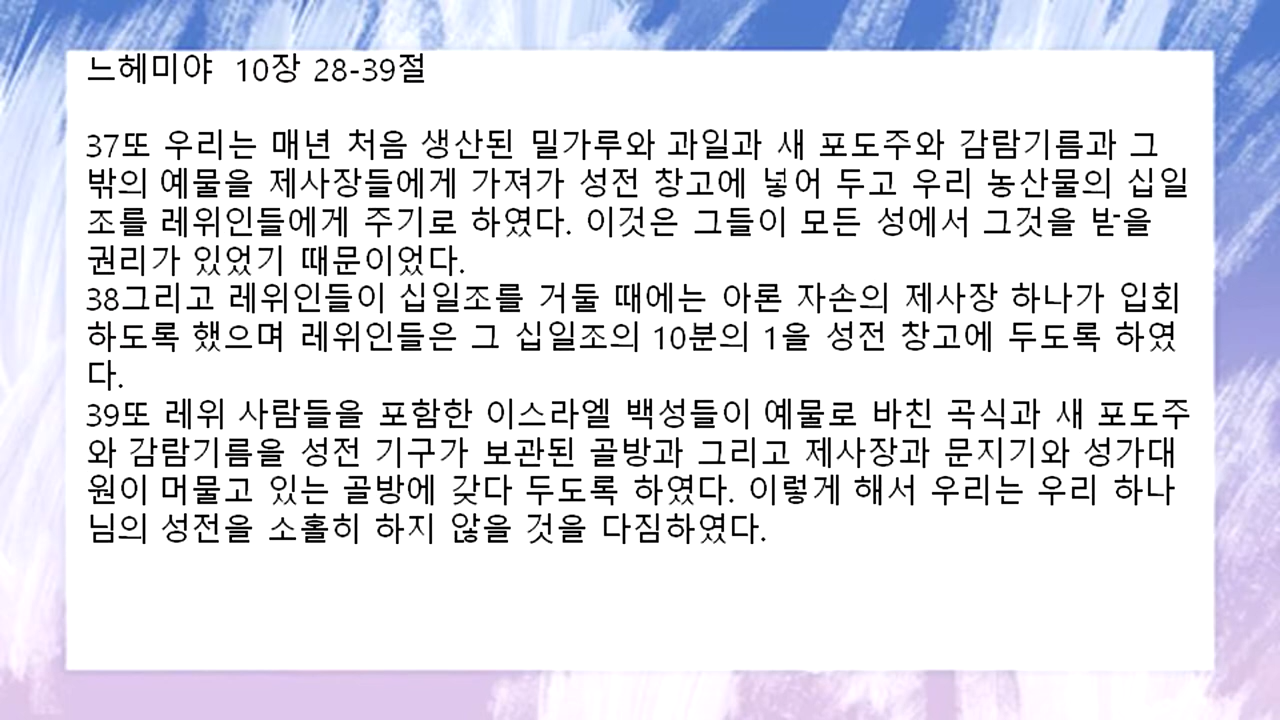 느헤미야 10장 28-39절
37또 우리는 매년 처음 생산된 밀가루와 과일과 새 포도주와 감람기름과 그
밖의 예물을 제사장들에게 가져가 성전 창고에 넣어 두고 우리 농산물의 십일
조를 레위인들에게 주기로 하였다. 이것은 그들이 모든 성에서 그것을 받을
권리가 있었기 때문이었다.
38그리고 레위인들이 십일조를 거둘 때에는 아론 자손의 제사장 하나가 입회
하도록 했으며 레위인들은 그 십일조의 10분의 1을 성전 창고에 두도록 하였
다.
39또 레위 사람들을 포함한 이스라엘 백성들이 예물로 바친 곡식과 새 포도주
와 감람기름을 성전 기구가 보관된 골방과 그리고 제사장과 문지기와 성가대
원이 머물고 있는 골방에 갖다 두도록 하였다. 이렇게 해서 우리는 우리 하나
님의 성전을 소홀히 하지 않을 것을 다짐하였다.